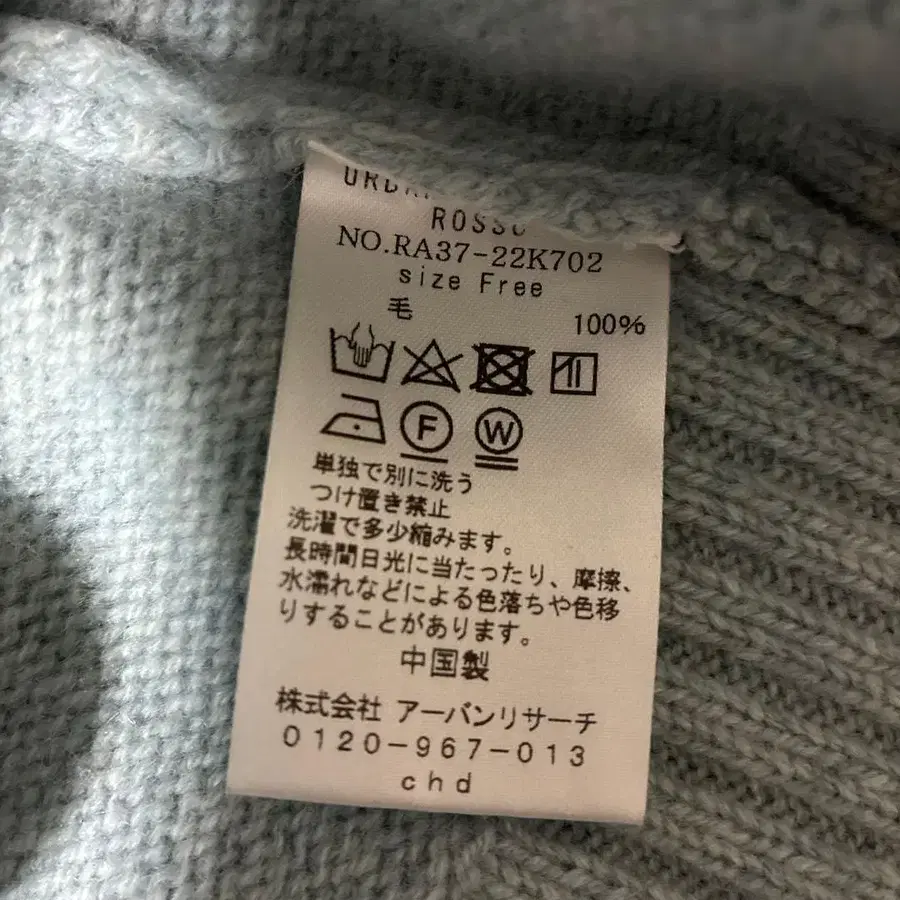 ROSSO
NO.RA37-22K702
size Free
毛 100%
F W
単独で別に洗う
つけ置き禁止
洗濯で多少縮みます。
長時間日光に当たったり、摩擦、
水濡れなどによる色落ちや色移
りすることがあります。
中国製
株式会社 アーバンリサーチ
0120-967-013
chd